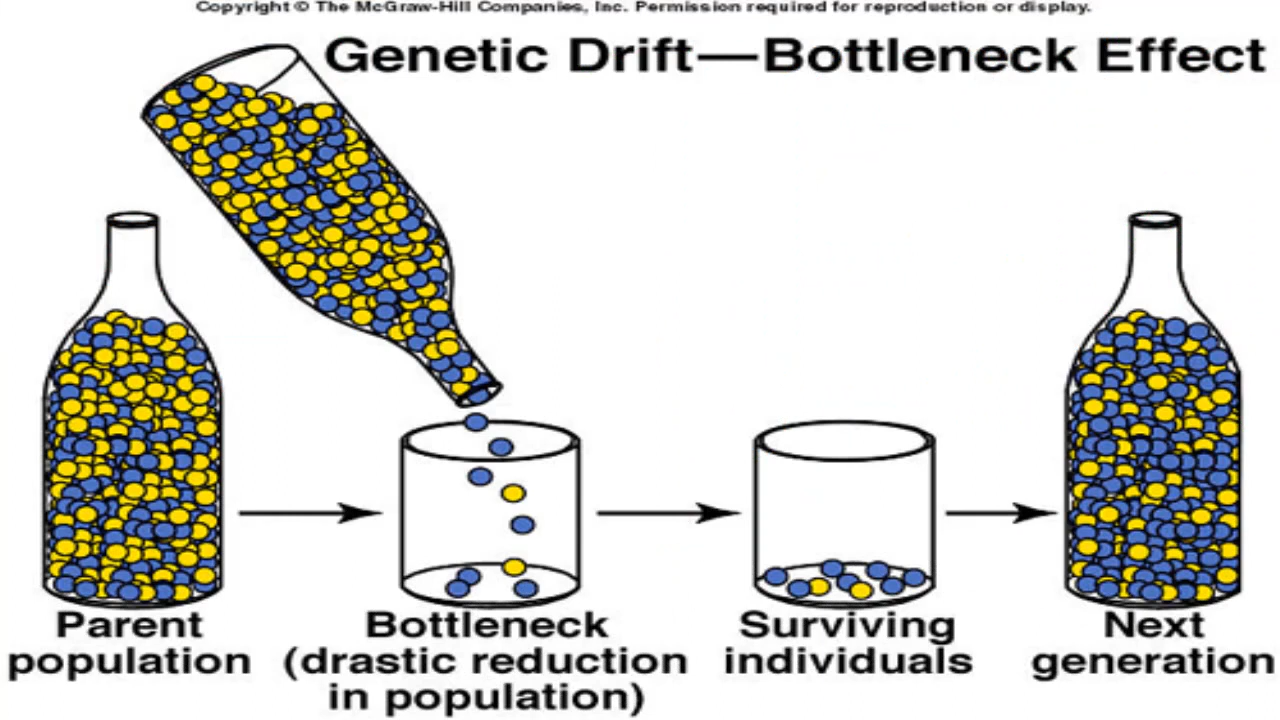 Copyright © The McGraw-Hill Companies, Inc. Permission required for reproduction or display.
Genetic Drift—Bottleneck Effect
Parent
population
Bottleneck
(drastic reduction
in population)
Surviving
individuals
Next
generation